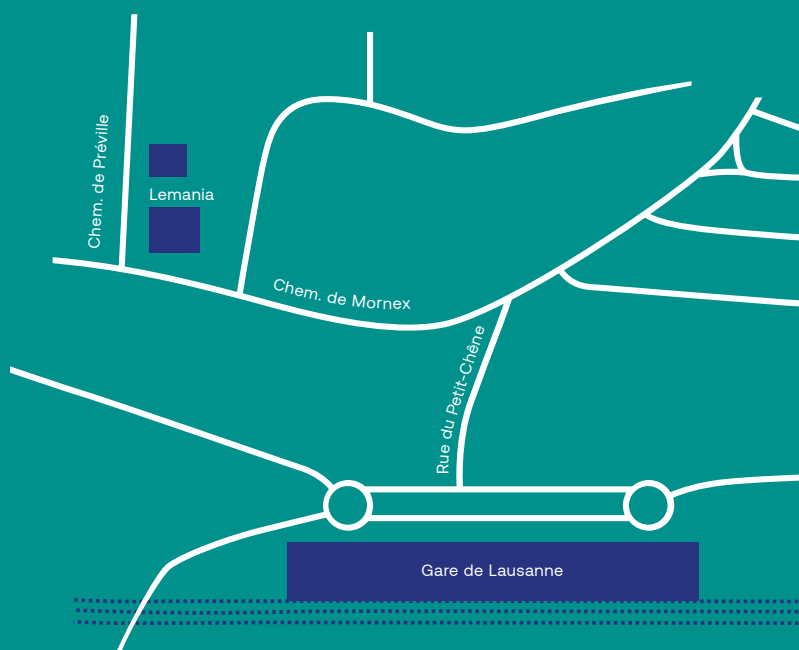 Chem. de Préville
Lemania
Chem. de Mornex
Rue du Petit-Chêne
Gare de Lausanne